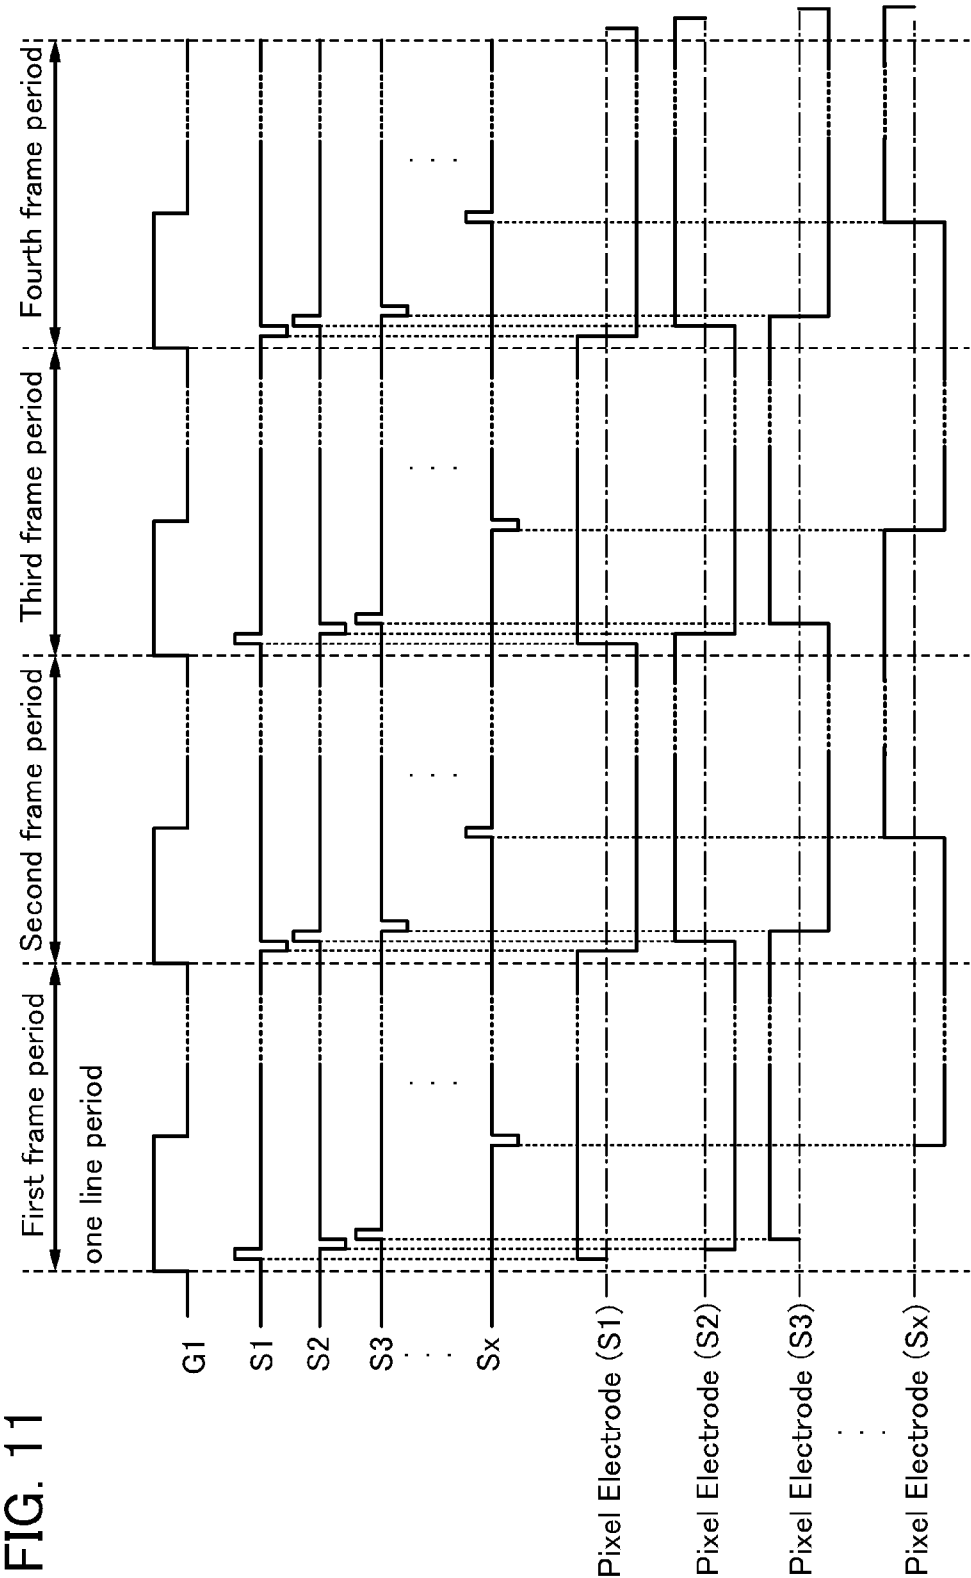 FIG. 11
First frame period
Second frame period
Third frame period
Fourth frame period
one line period
G1
S1
S2
S3
. . . .
Sx
. . .
. . .
. . .
. . .
Pixel Electrode (S1)
Pixel Electrode (S2)
Pixel Electrode (S3)
. . .
Pixel Electrode (Sx)